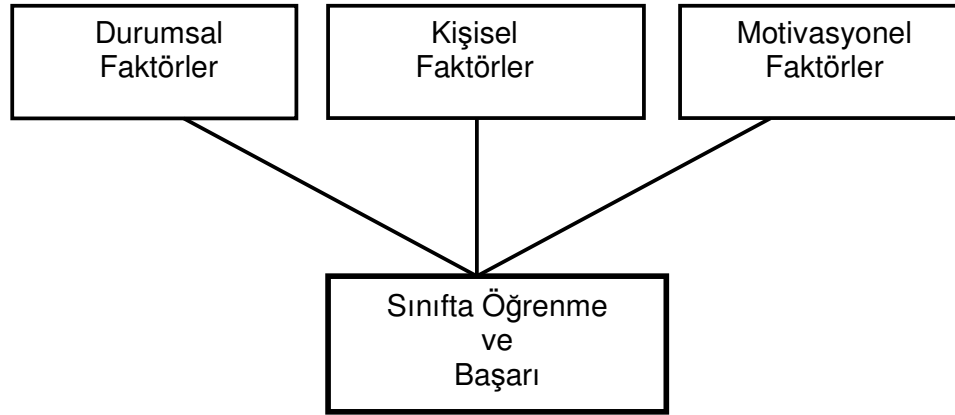 Durumsal
Faktörler
Kişisel
Faktörler
Motivasyonel
Faktörler
Sınıfta Öğrenme
ve
Başarı